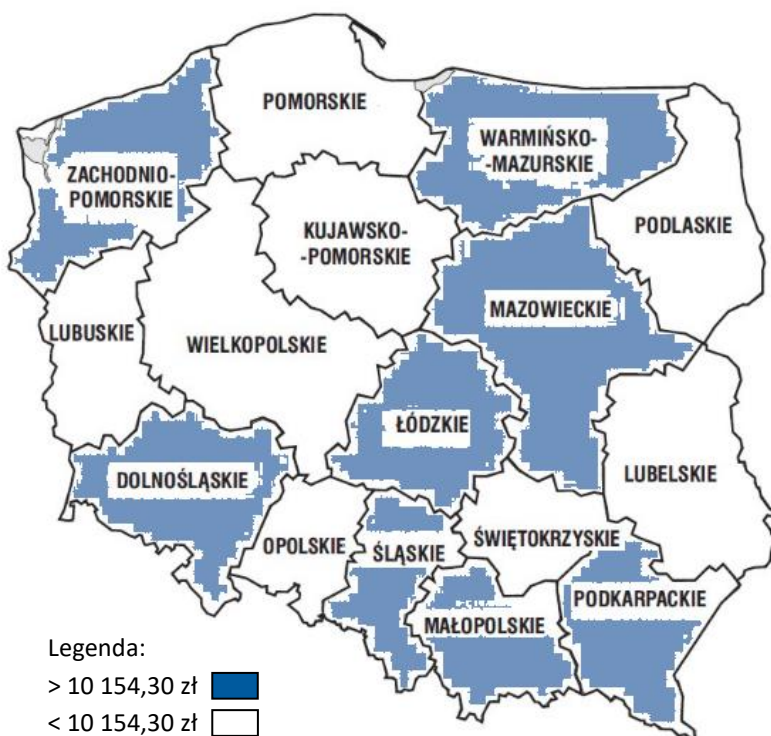 POMORSKIE
WARMIŃSKO-
-MAZURSKIE
ZACHODNIO-
POMORSKIE
KUJAWSKO-
-POMORSKIE
PODLASKIE
MAZOWIECKIE
LUBUSKIE
WIELKOPOLSKIE
ŁÓDZKIE
LUBELSKIE
DOLNOŚLĄSKIE
OPOLSKIE
ŚLĄSKIE
ŚWIĘTOKRZYSKIE
MAŁOPOLSKIE
PODKARPACKIE
Legenda:
> 10 154,30 zł
< 10 154,30 zł